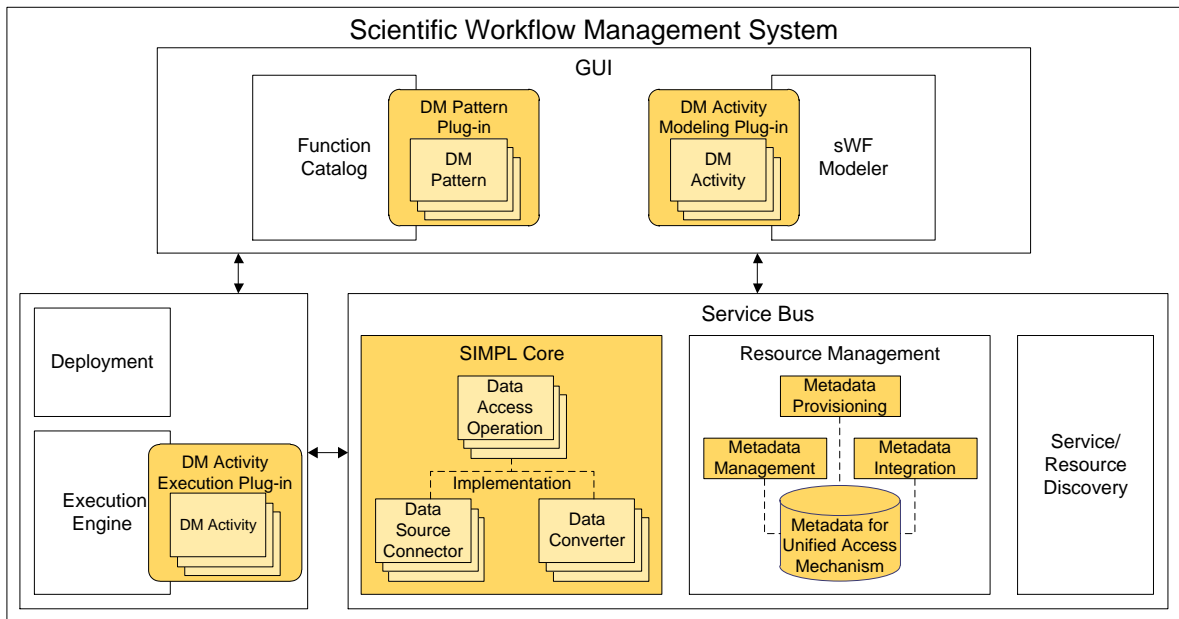 Scientific Workflow Management System
GUI
Function
Catalog
DM Pattern
Plug-in
DM
Pattern
DM Activity
Modeling Plug-in
DM
Activity
sWF
Modeler
Deployment
Execution
Engine
DM Activity
Execution Plug-in
DM Activity
Service Bus
SIMPL Core
Data
Access
Operation
Implementation
Data
Source
Connector
Data
Converter
Resource Management
Metadata
Provisioning
Metadata
Management
Metadata
Integration
Metadata for
Unified Access
Mechanism
Service/
Resource
Discovery